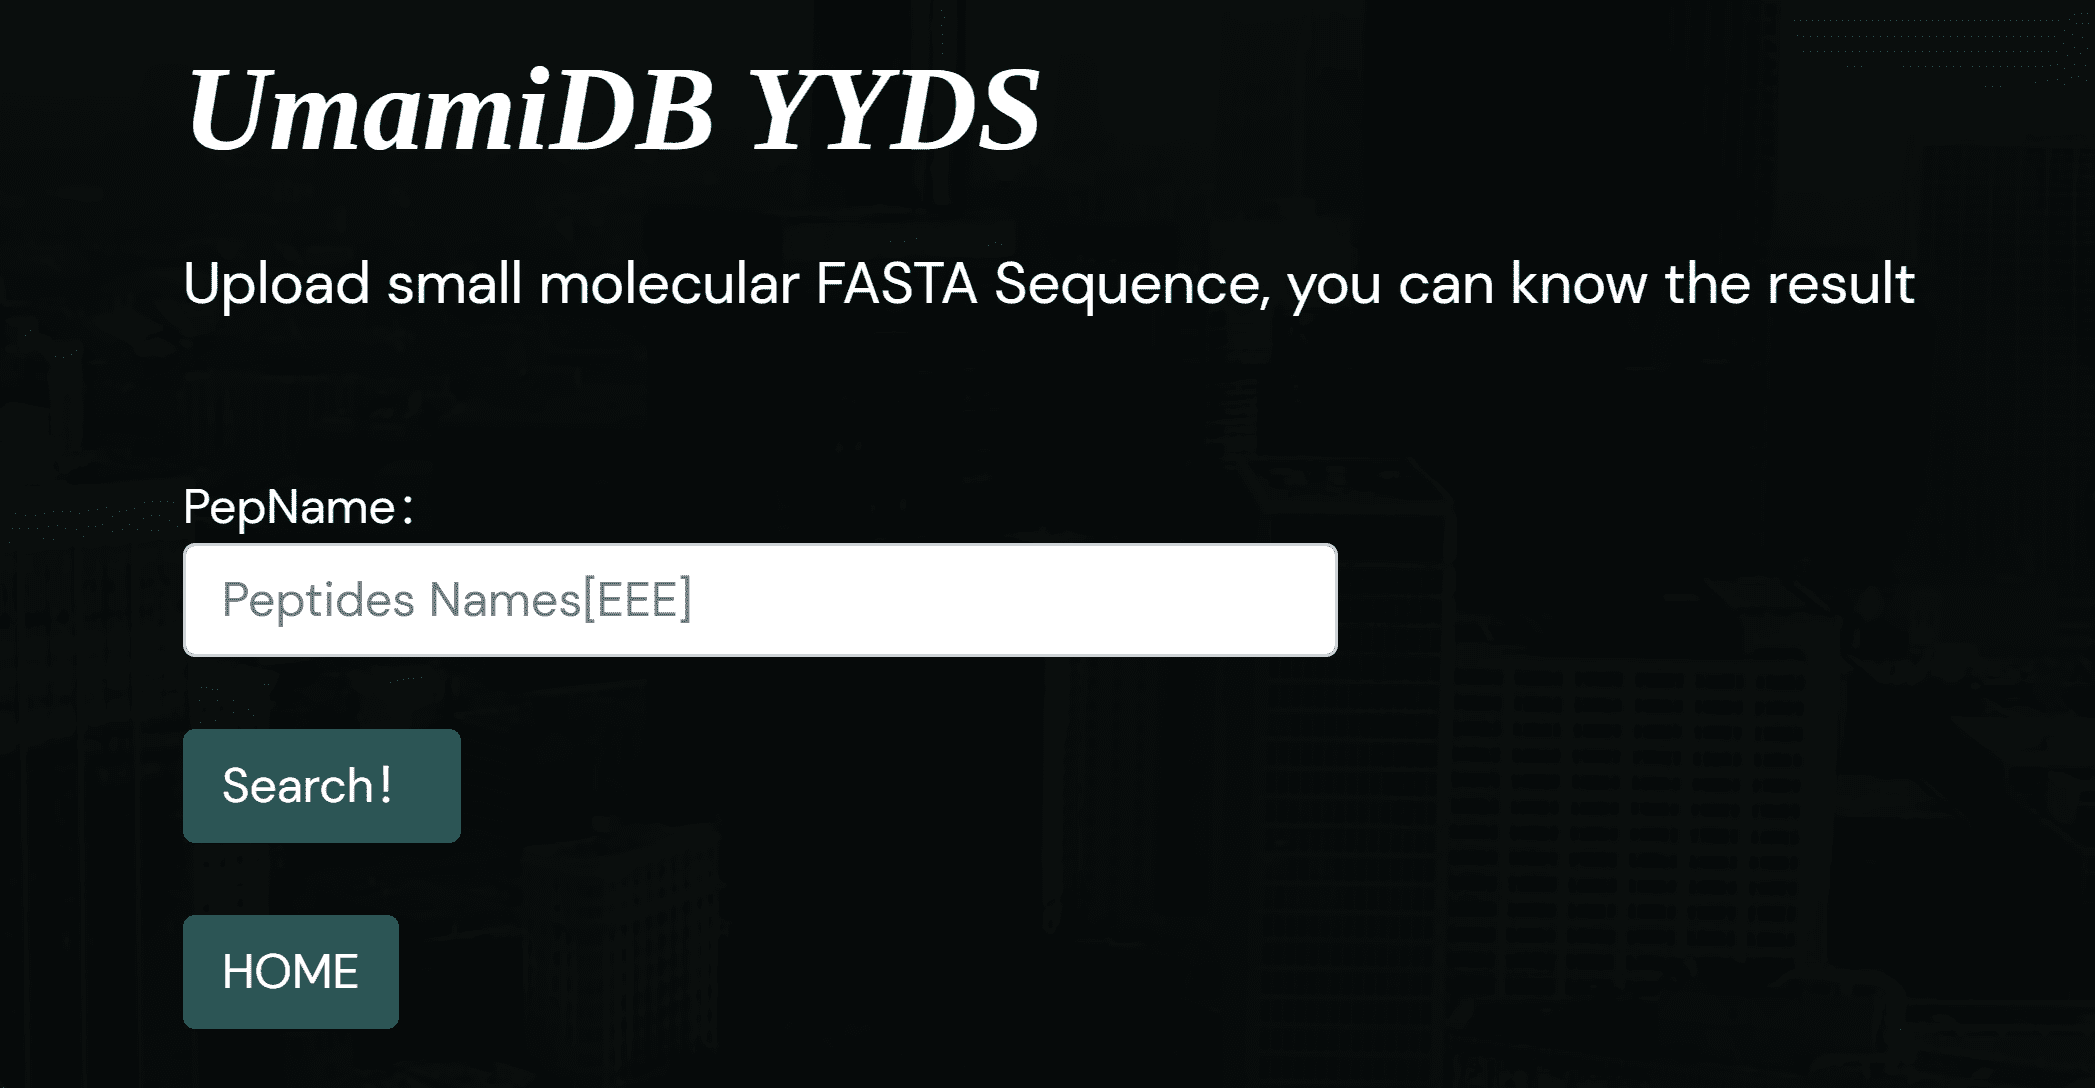 UmamiDB YYDS
Upload small molecular FASTA Sequence, you can know the result
PepName:
Peptides Names[EEE]
Search!
HOME